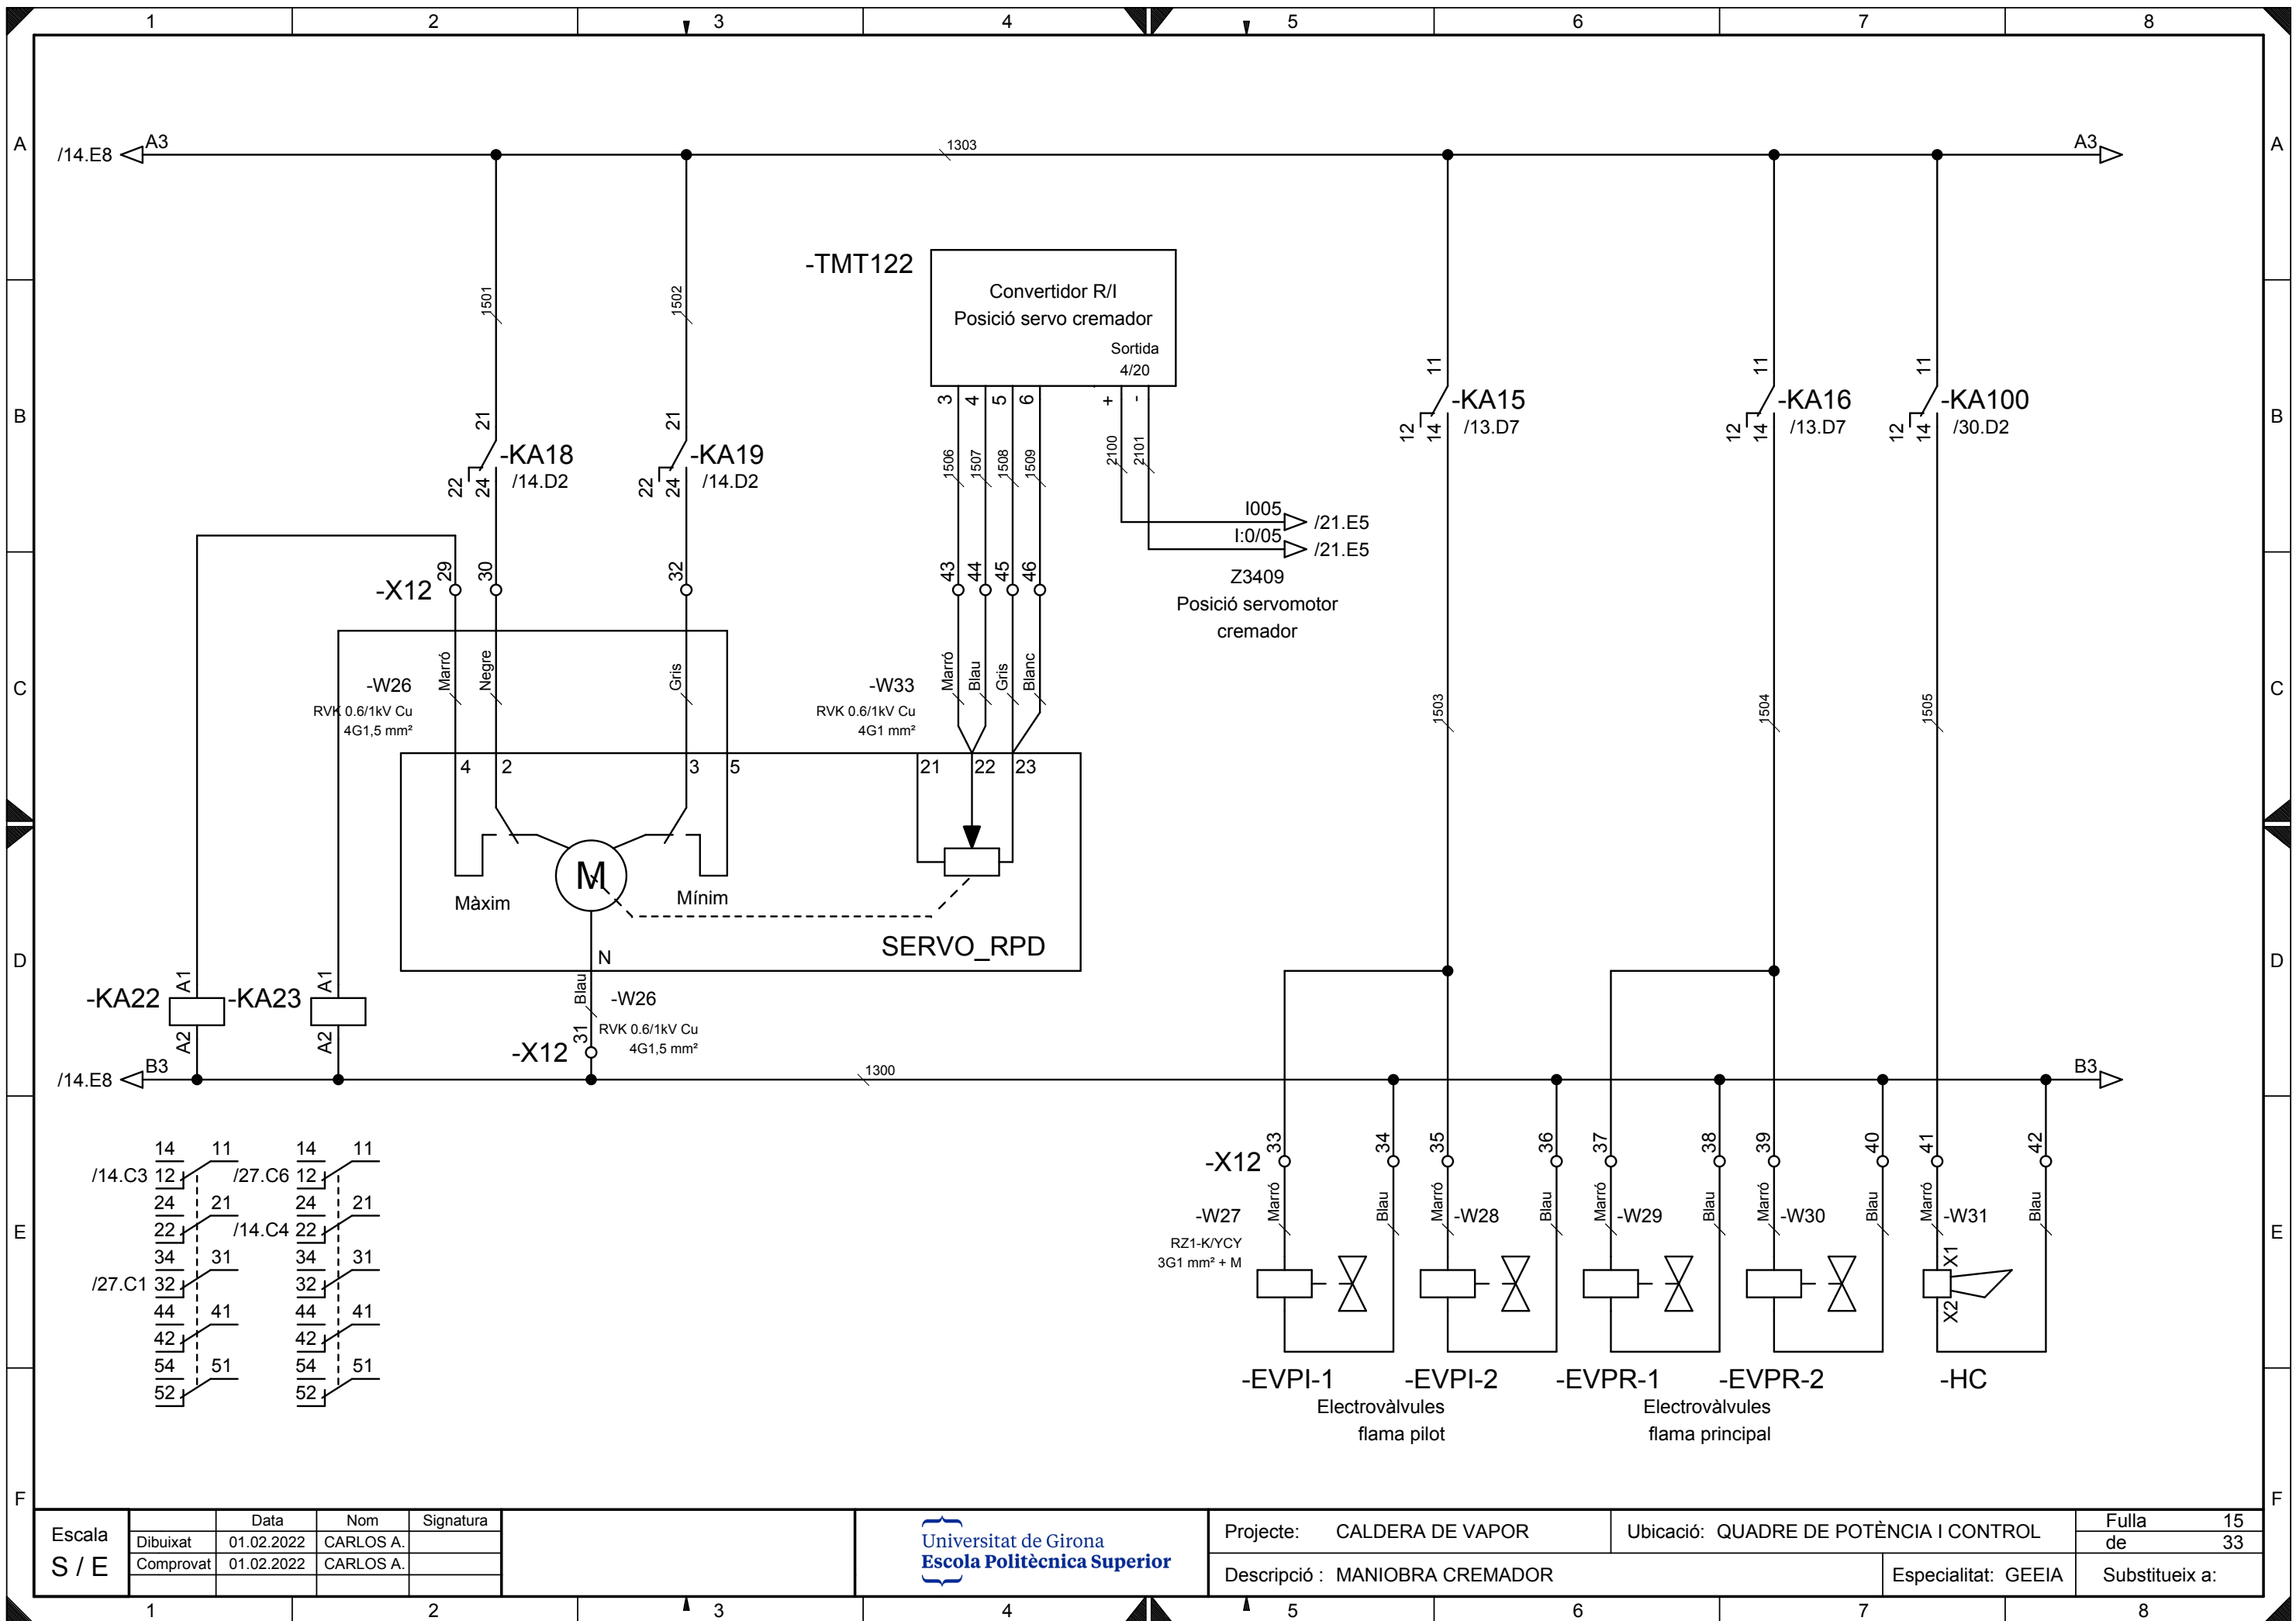 1 2 3 4 5 6 7 8
A
A
/14.E8
A3
1303
A3
-TMT122
Convertidor R/I
Posició servo cremador
Sortida
4/20
1501
1502
3 4 5 6 + -
B
B
21
-KA18
/14.D2
22 24
21
-KA19
/14.D2
22 24
1506 1507 1508 1509
2100 2101
11
-KA15
/13.D7
12 14
11
-KA16
/13.D7
12 14
11
-KA100
/30.D2
12 14
I005
/21.E5
I:0/05
/21.E5
Z3409
Posició servomotor
cremador
-X12
29 30 32
43 44 45 46
C
C
-W26
RVK 0.6/1kV Cu
4G1,5 mm²
Marró
Negre
Gris
-W33
RVK 0.6/1kV Cu
4G1 mm²
Marró
Blau
Gris
Blanc
1503
1504
1505
4 2 3 5 21 22 23
M
Màxim
Mínim
SERVO_RPD
N
D
D
-KA22
A1
A2
-KA23
A1
A2
Blau
-W26
RVK 0.6/1kV Cu
4G1,5 mm²
31
-X12
/14.E8
B3
1300
B3
14 11
/14.C3 12
24 21
22
34 31
/27.C1 32
44 41
42
54 51
52
14 11
/27.C6 12
24 21
/14.C4 22
34 31
32
44 41
42
54 51
52
E
E
-X12
33 34 35 36 37 38 39 40 41 42
-W27
RZ1-K/YCY
3G1 mm² + M
Marró
Blau
Marró
-W28
Blau
Marró
-W29
Blau
Marró
-W30
Blau
Marró
-W31
Blau
X1
X2
-EVPI-1
-EVPI-2
-EVPR-1
-EVPR-2
-HC
Electrovàlvules
flama pilot
Electrovàlvules
flama principal
F
F
Escala
S / E
Data Nom Signatura
Dibuixat 01.02.2022 CARLOS A.
Comprovat 01.02.2022 CARLOS A.
Universitat de Girona
Escola Politècnica Superior
Projecte: CALDERA DE VAPOR
Ubicació: QUADRE DE POTÈNCIA I CONTROL
Fulla 15
de 33
Descripció : MANIOBRA CREMADOR
Especialitat: GEEIA
Substitueix a:
1 2 3 4 5 6 7 8